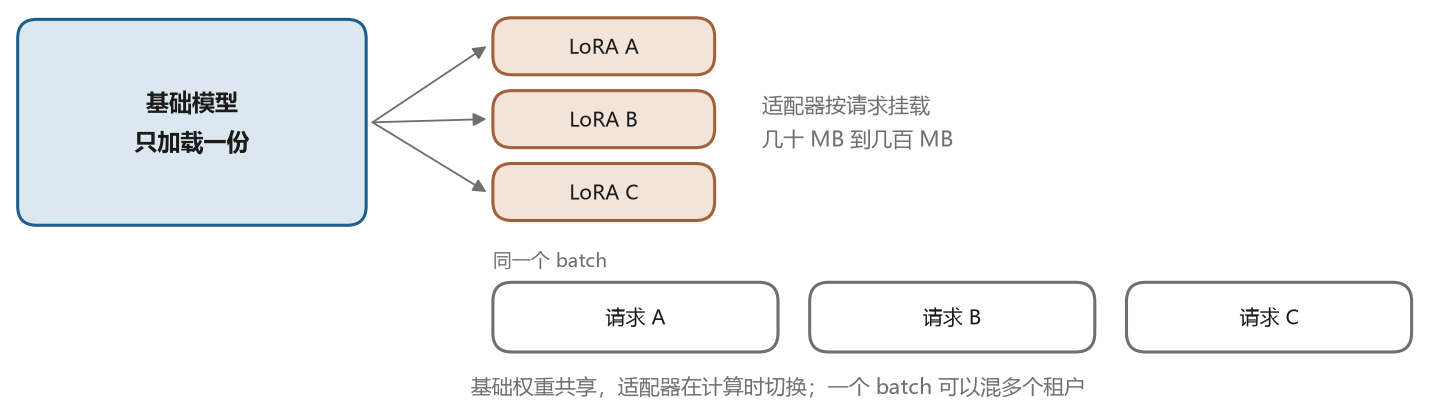 基础模型
只加载一份
LoRA A
LoRA B
LoRA C
适配器按请求挂载
几十 MB 到几百 MB
同一个 batch
请求 A
请求 B
请求 C
基础权重共享，适配器在计算时切换；一个 batch 可以混多个租户